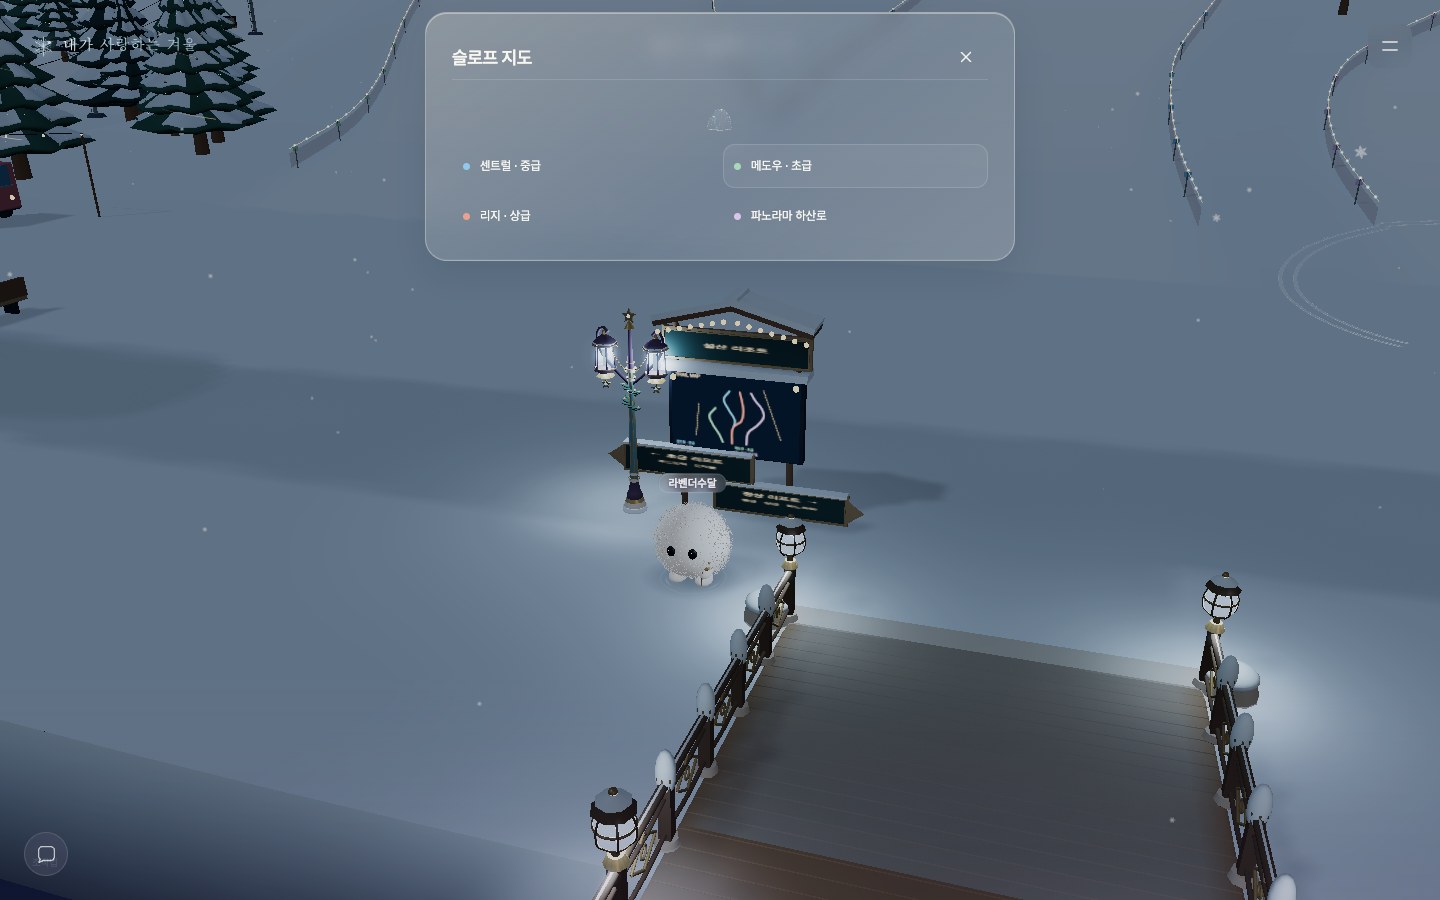 내가 사랑하는 겨울
슬로프 지도
센트럴 · 중급
메도우 · 초급
리지 · 상급
파노라마 하산로
라벤더수달